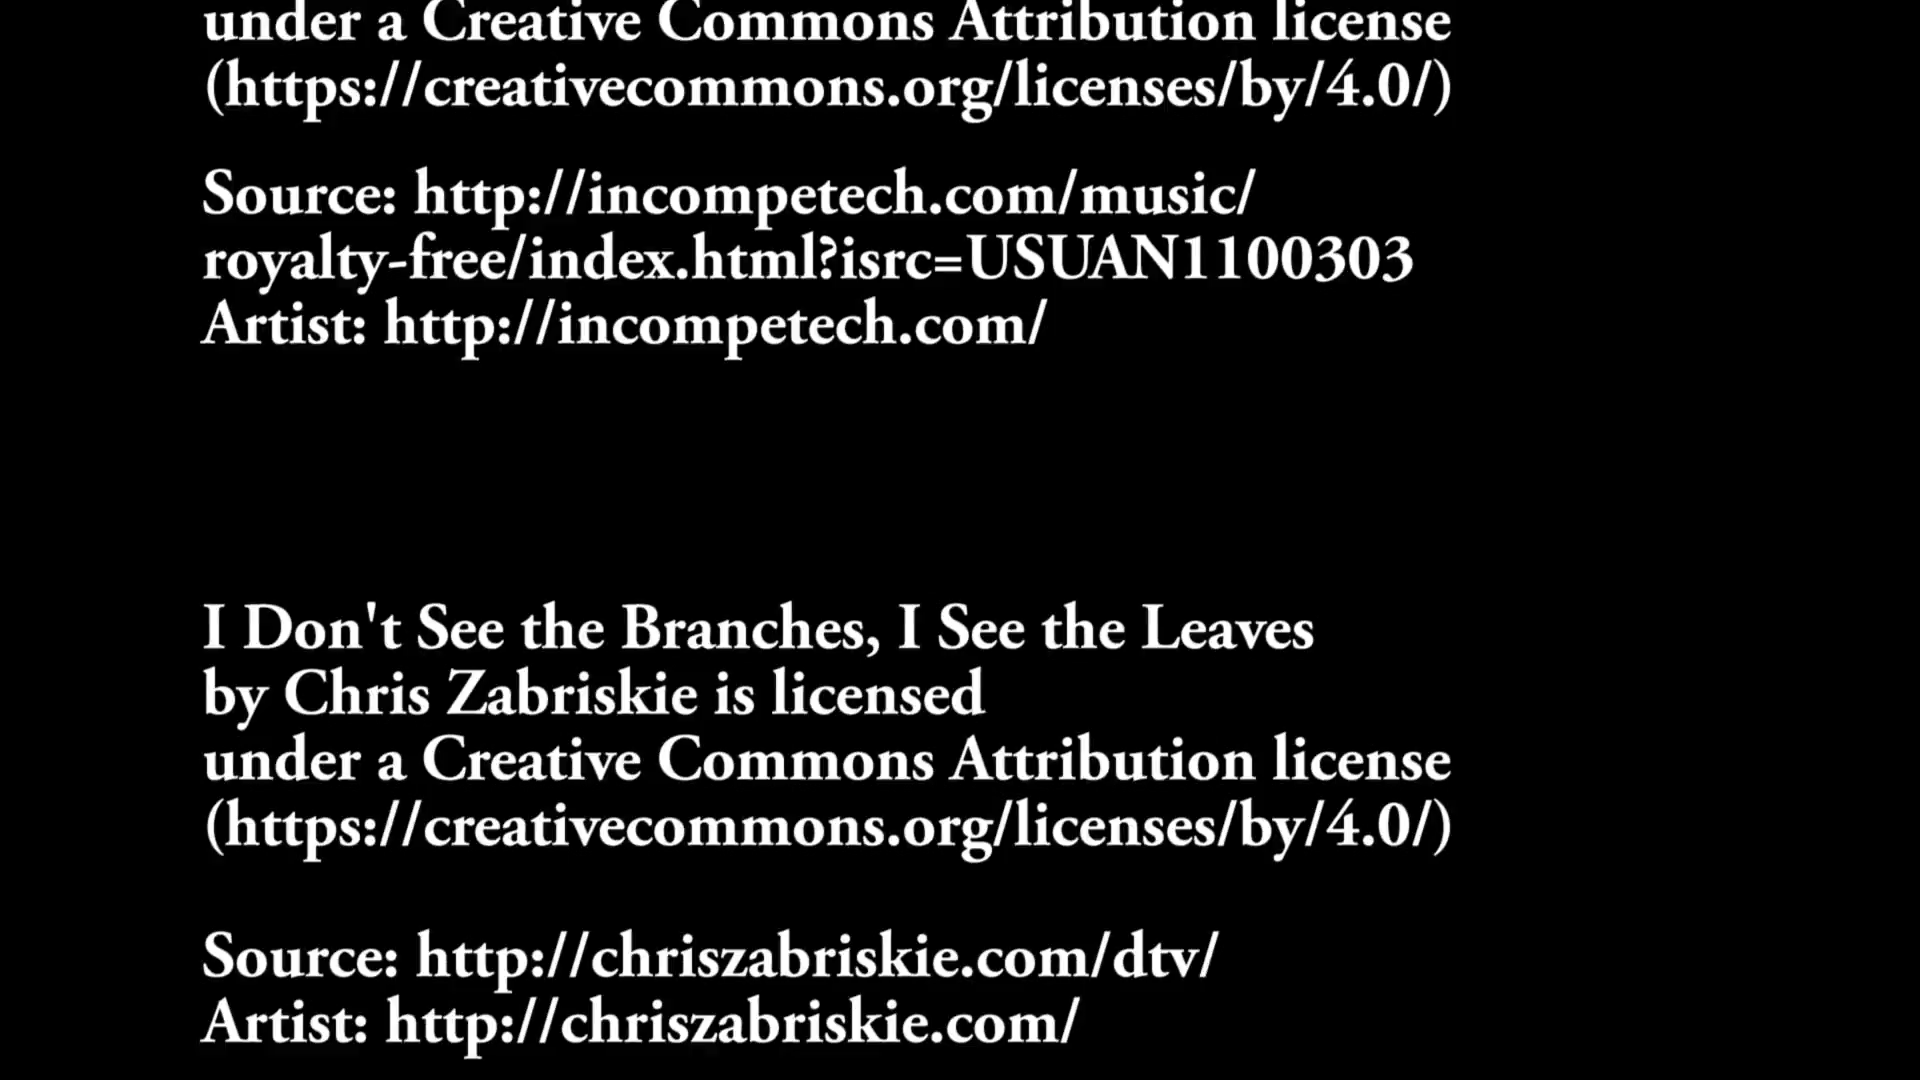 under a Creative Commons Attribution license
(https://creativecommons.org/licenses/by/4.0/)
Source: http://incompetech.com/music/
royalty-free/index.html?isrc=USUAN1100303
Artist: http://incompetech.com/
I Don't See the Branches, I See the Leaves
by Chris Zabriskie is licensed
under a Creative Commons Attribution license
(https://creativecommons.org/licenses/by/4.0/)
Source: http://chriszabriskie.com/dtv/
Artist: http://chriszabriskie.com/